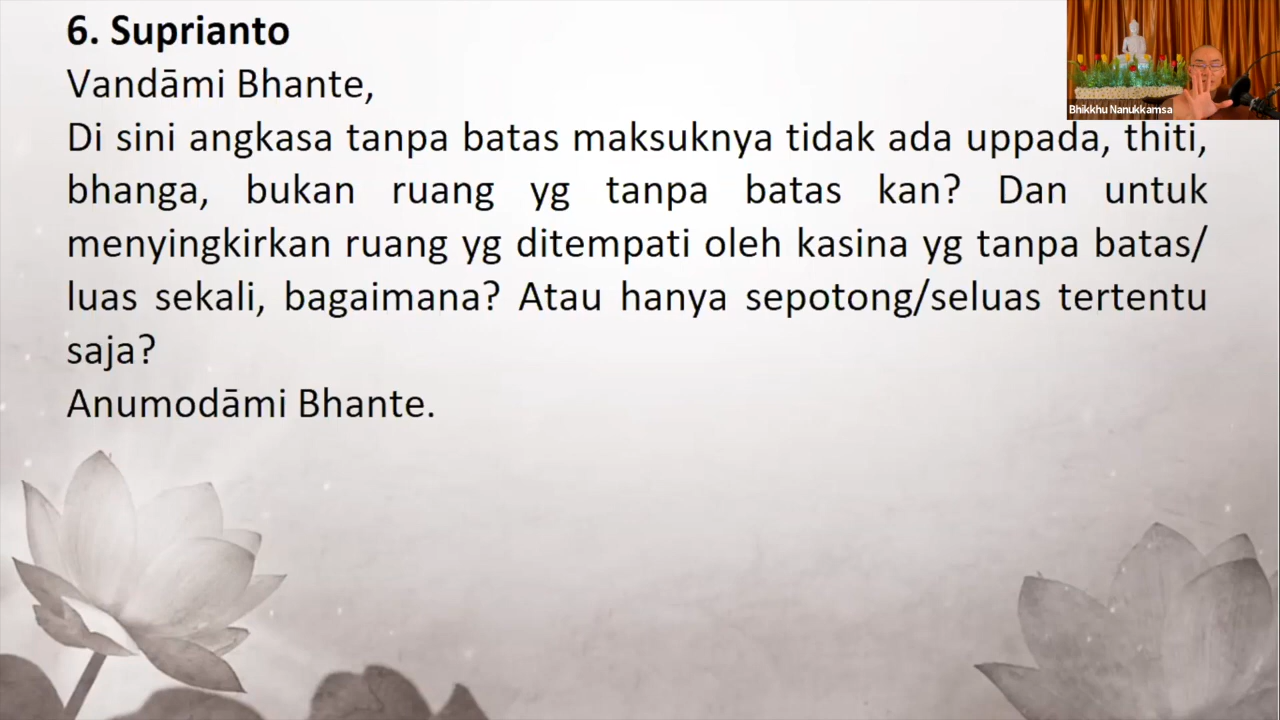 6. Suprianto
Vandāmi Bhante,
Di sini angkasa tanpa batas maksuknya tidak ada uppada, thiti,
bhanga, bukan ruang yg tanpa batas kan? Dan untuk
menyingkirkan ruang yg ditempati oleh kasina yg tanpa batas/
luas sekali, bagaimana? Atau hanya sepotong/seluas tertentu
saja?
Anumodāmi Bhante.
Bhikkhu Nanukkamsa